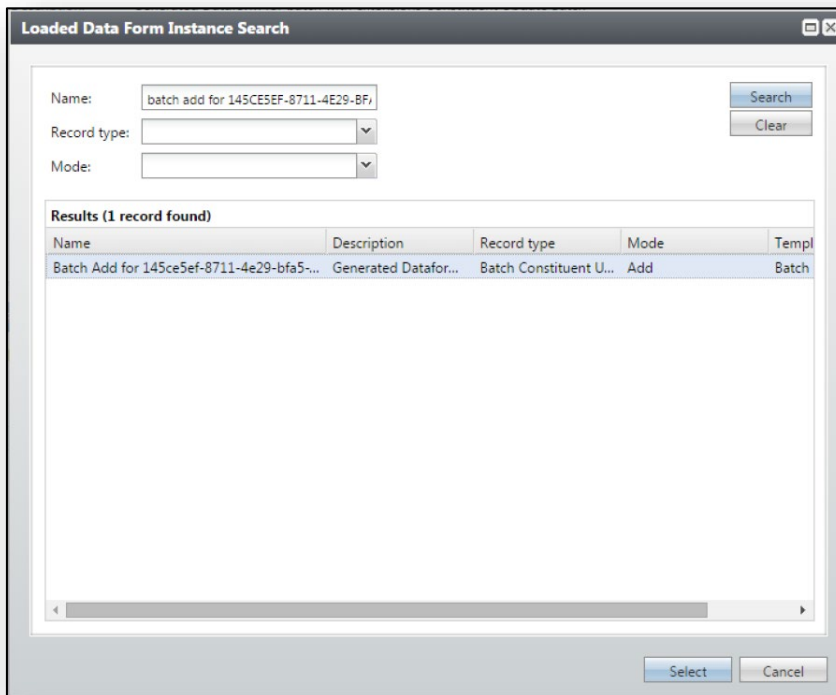 Loaded Data Form Instance Search
Name: batch add for 145CE5EF-8711-4E29-BF Search
Record type: Clear
Mode:
Results (1 record found)
Name Description Record type Mode Templ
Batch Add for 145ce5ef-8711-4e29-bfa5-... Generated Datafor... Batch Constituent U... Add Batch
Select Cancel